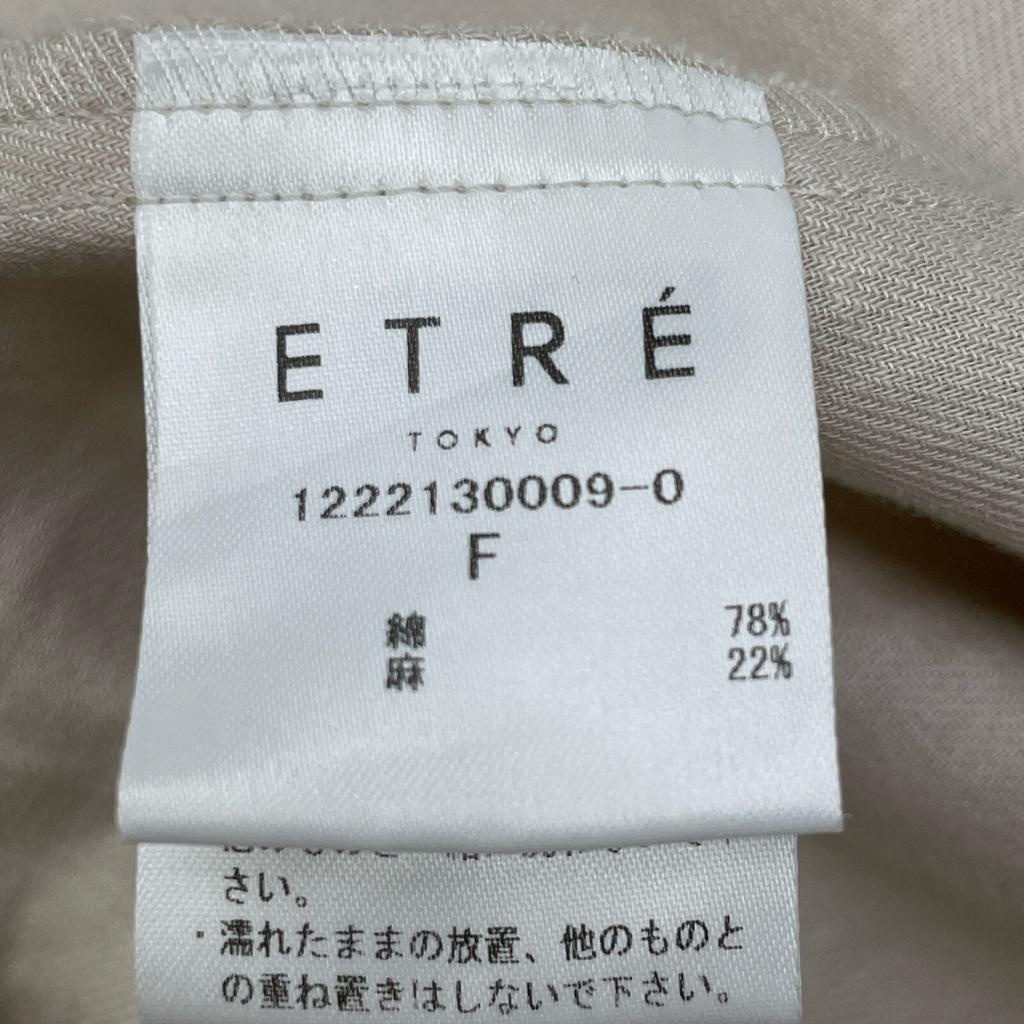 ETRÉ
TOKYO
1222130009-0
F
綿 78%
麻 22%
さい。
・濡れたままの放置、他のものと
の重ね置きはしないで下さい。